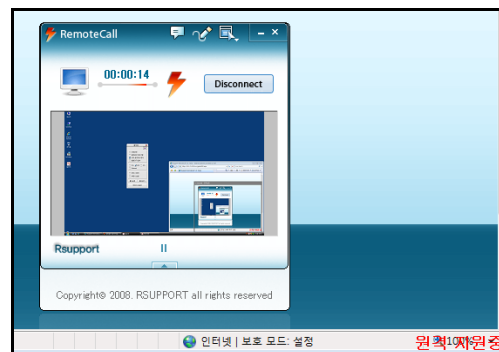 RemoteCall
00:00:14
Disconnect
Rsupport
Copyright© 2008. RSUPPORT all rights reserved
인터넷 | 보호 모드: 설정
원격지원중
100%